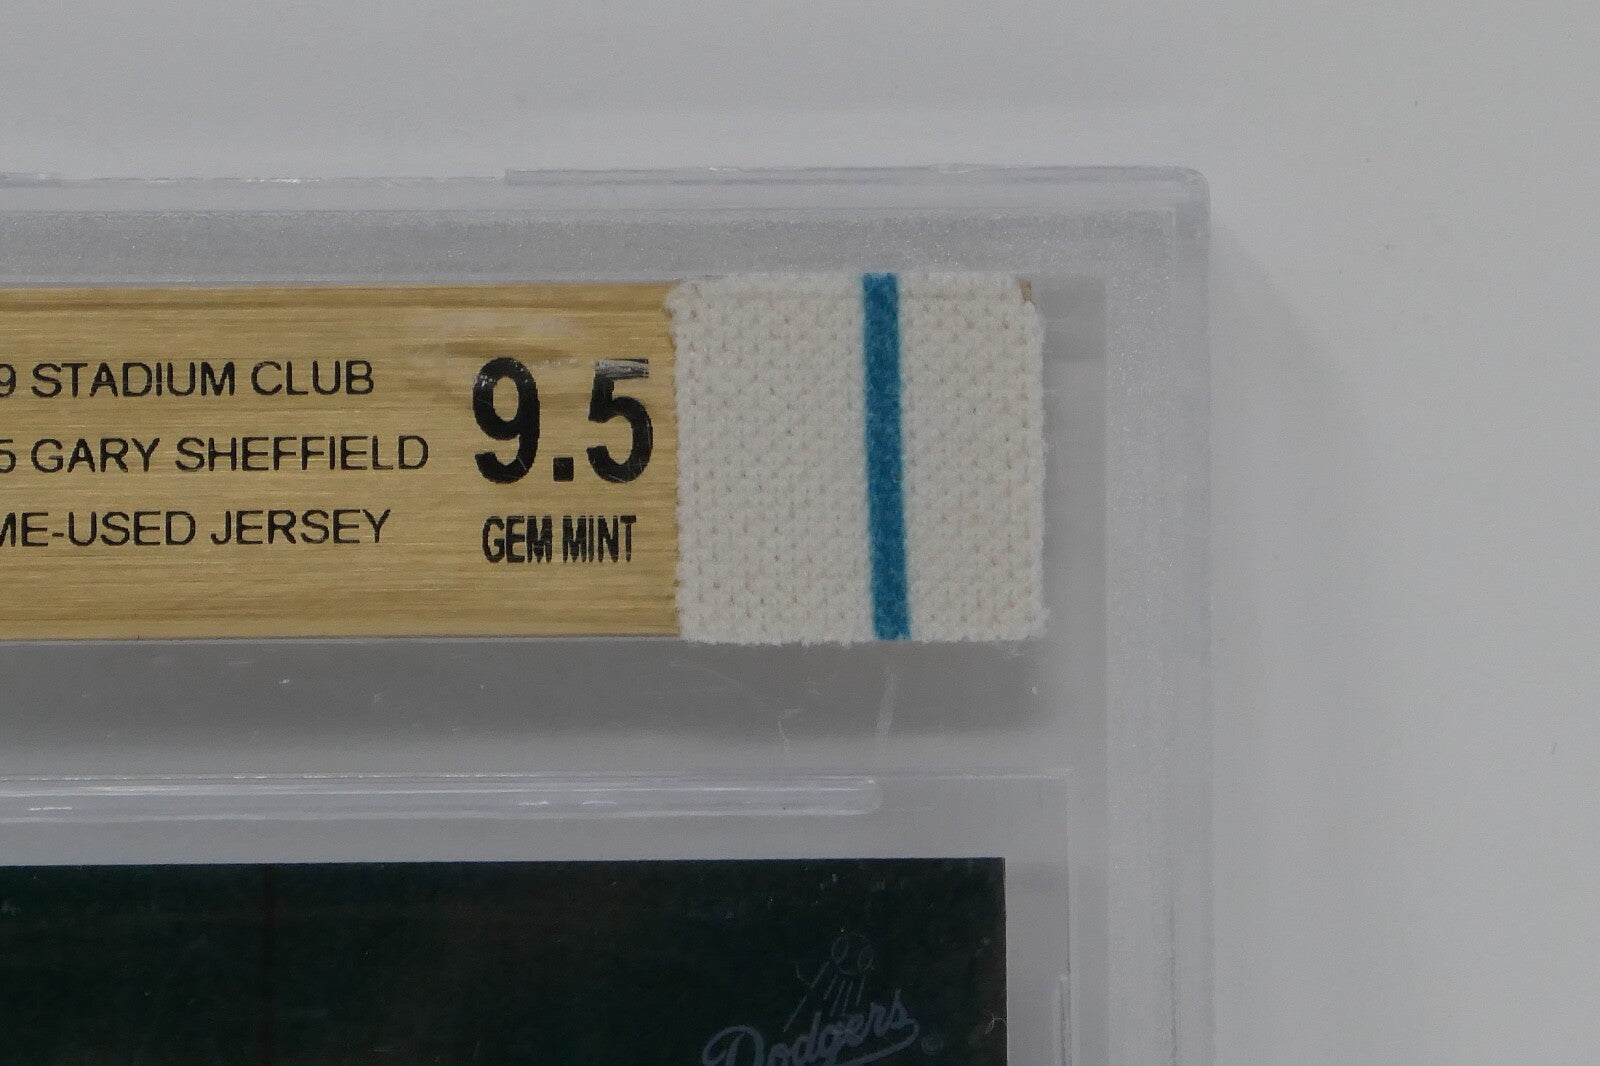 9 STADIUM CLUB
5 GARY SHEFFIELD
ME-USED JERSEY
9.5
GEM MINT
Dodgers